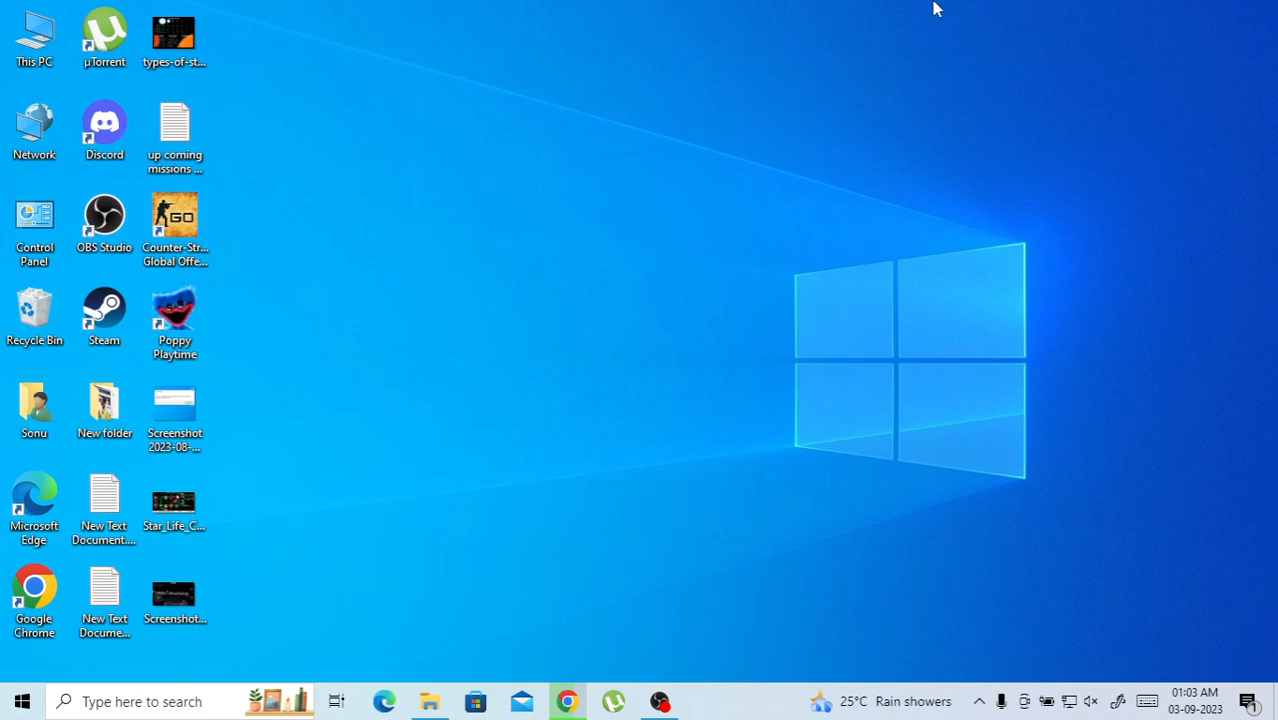 This PC
µTorrent
types-of-st...
Network
Discord
up coming
missions ...
Control
Panel
OBS Studio
GO
Counter-Str...
Global Offe...
Recycle Bin
Steam
Poppy
Playtime
Sonu
New folder
Screenshot
2023-08-...
Microsoft
Edge
New Text
Document....
Star_Life_C...
Google
Chrome
New Text
Docume...
Screenshot...
Type here to search
25°C Rain showers
01:03 AM
03-09-2023
1